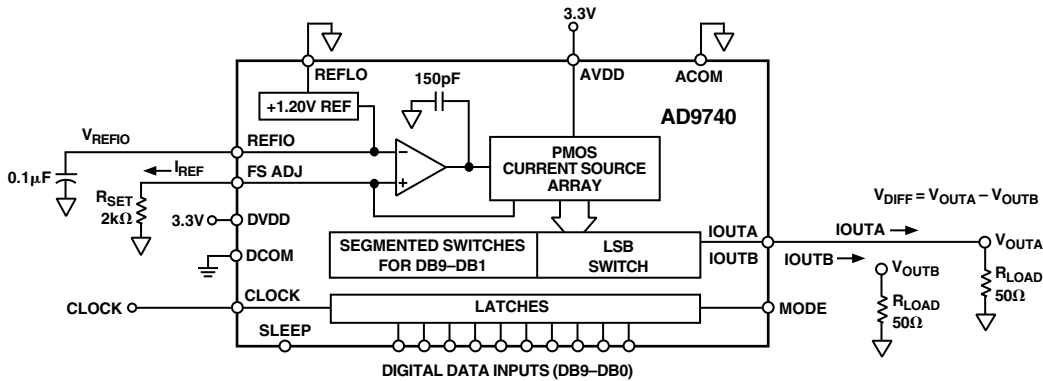 3.3V
REFLO
150pF
AVDD
ACOM
+1.20V REF
AD9740
VREFIO
REFIO
PMOS
CURRENT SOURCE
ARRAY
0.1μF
IREF
FS ADJ
RSET
2kΩ
3.3V
DVDD
VDIFF = VOUTA – VOUTB
DCOM
SEGMENTED SWITCHES
FOR DB9–DB1
LSB
SWITCH
IOUTA
IOUTB
IOUTA
IOUTB
VOUTA
VOUTB
RLOAD
50Ω
RLOAD
50Ω
CLOCK
CLOCK
LATCHES
MODE
SLEEP
DIGITAL DATA INPUTS (DB9–DB0)